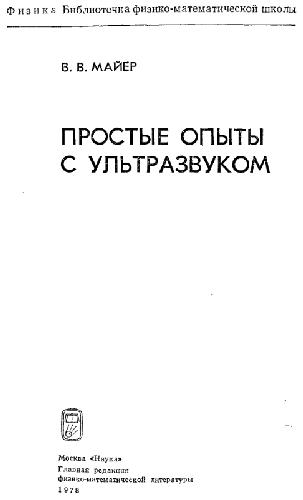 Физика Библиотечка физико-математической школы
В. В. МАЙЕР
ПРОСТЫЕ ОПЫТЫ
С УЛЬТРАЗВУКОМ
Москва «Наука»
Главная редакция
физико-математической литературы
1978